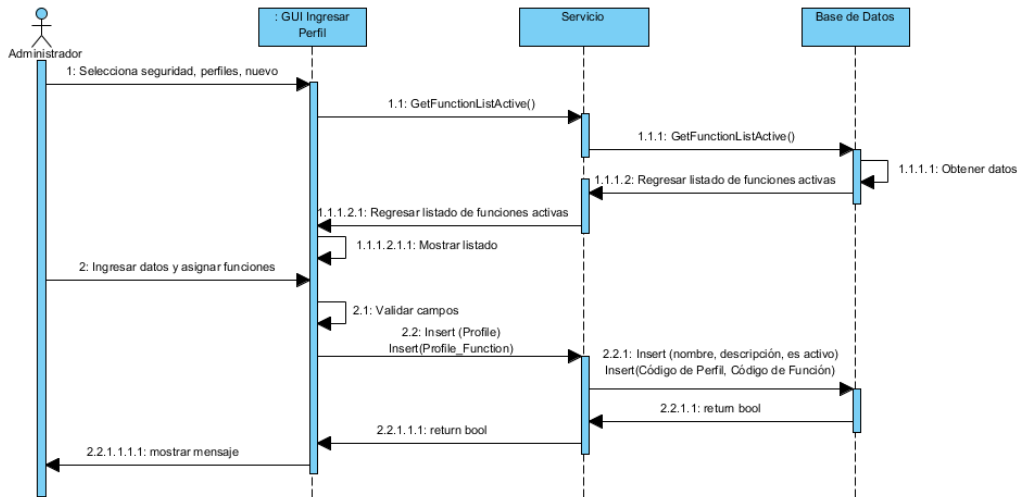 : GUI Ingresar
Perfil
Servicio
Base de Datos
Administrador
1: Selecciona seguridad, perfiles, nuevo
1.1: GetFunctionListActive()
1.1.1: GetFunctionListActive()
1.1.1.1: Obtener datos
1.1.1.2: Regresar listado de funciones activas
1.1.1.2.1: Regresar listado de funciones activas
1.1.1.2.1.1: Mostrar listado
2: Ingresar datos y asignar funciones
2.1: Validar campos
2.2: Insert (Profile)
Insert(Profile_Function)
2.2.1: Insert (nombre, descripción, es activo)
Insert(Código de Perfil, Código de Función)
2.2.1.1: return bool
2.2.1.1.1: return bool
2.2.1.1.1.1: mostrar mensaje